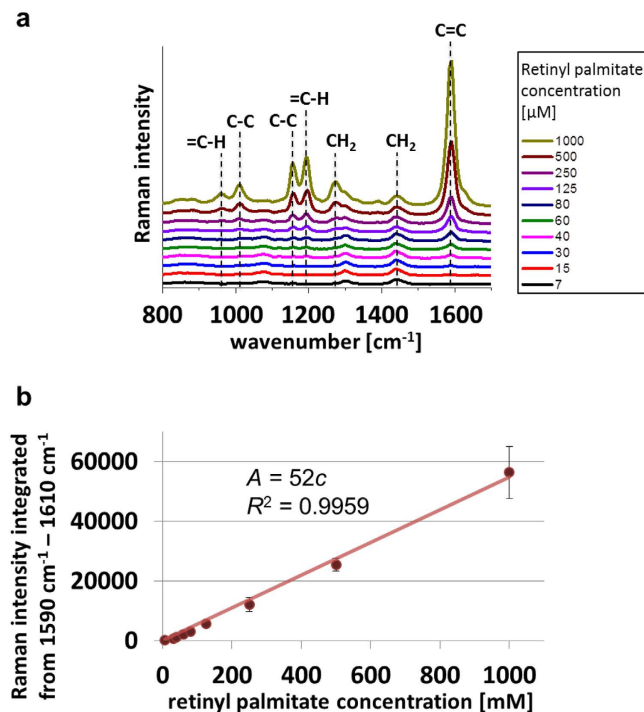 a
C=C
=C-H
C-C
C-C
=C-H
CH₂
CH₂
Raman intensity
800 1000 1200 1400 1600
wavenumber [cm⁻¹]
Retinyl palmitate
concentration
[µM]
1000
500
250
125
80
60
40
30
15
7
b
Raman intensity integrated
from 1590 cm⁻¹ – 1610 cm⁻¹
60000
40000
20000
0
A = 52c
R² = 0.9959
0 200 400 600 800 1000
retinyl palmitate concentration [mM]